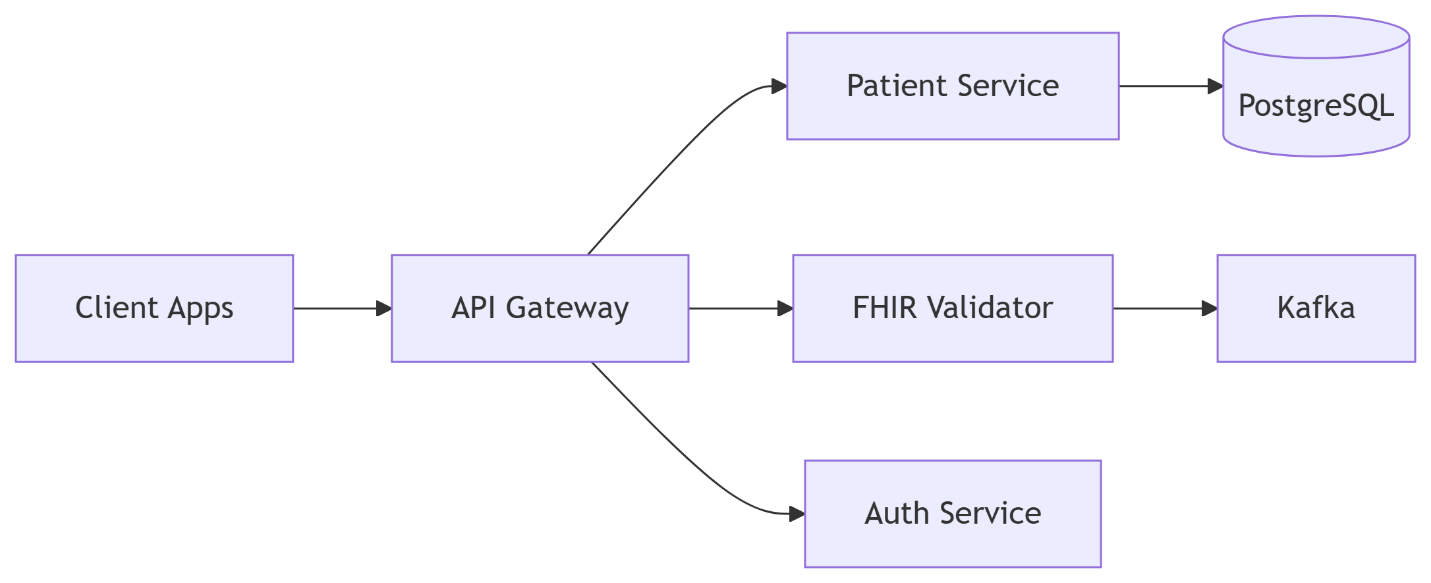 Patient Service
PostgreSQL
Client Apps
API Gateway
FHIR Validator
Kafka
Auth Service